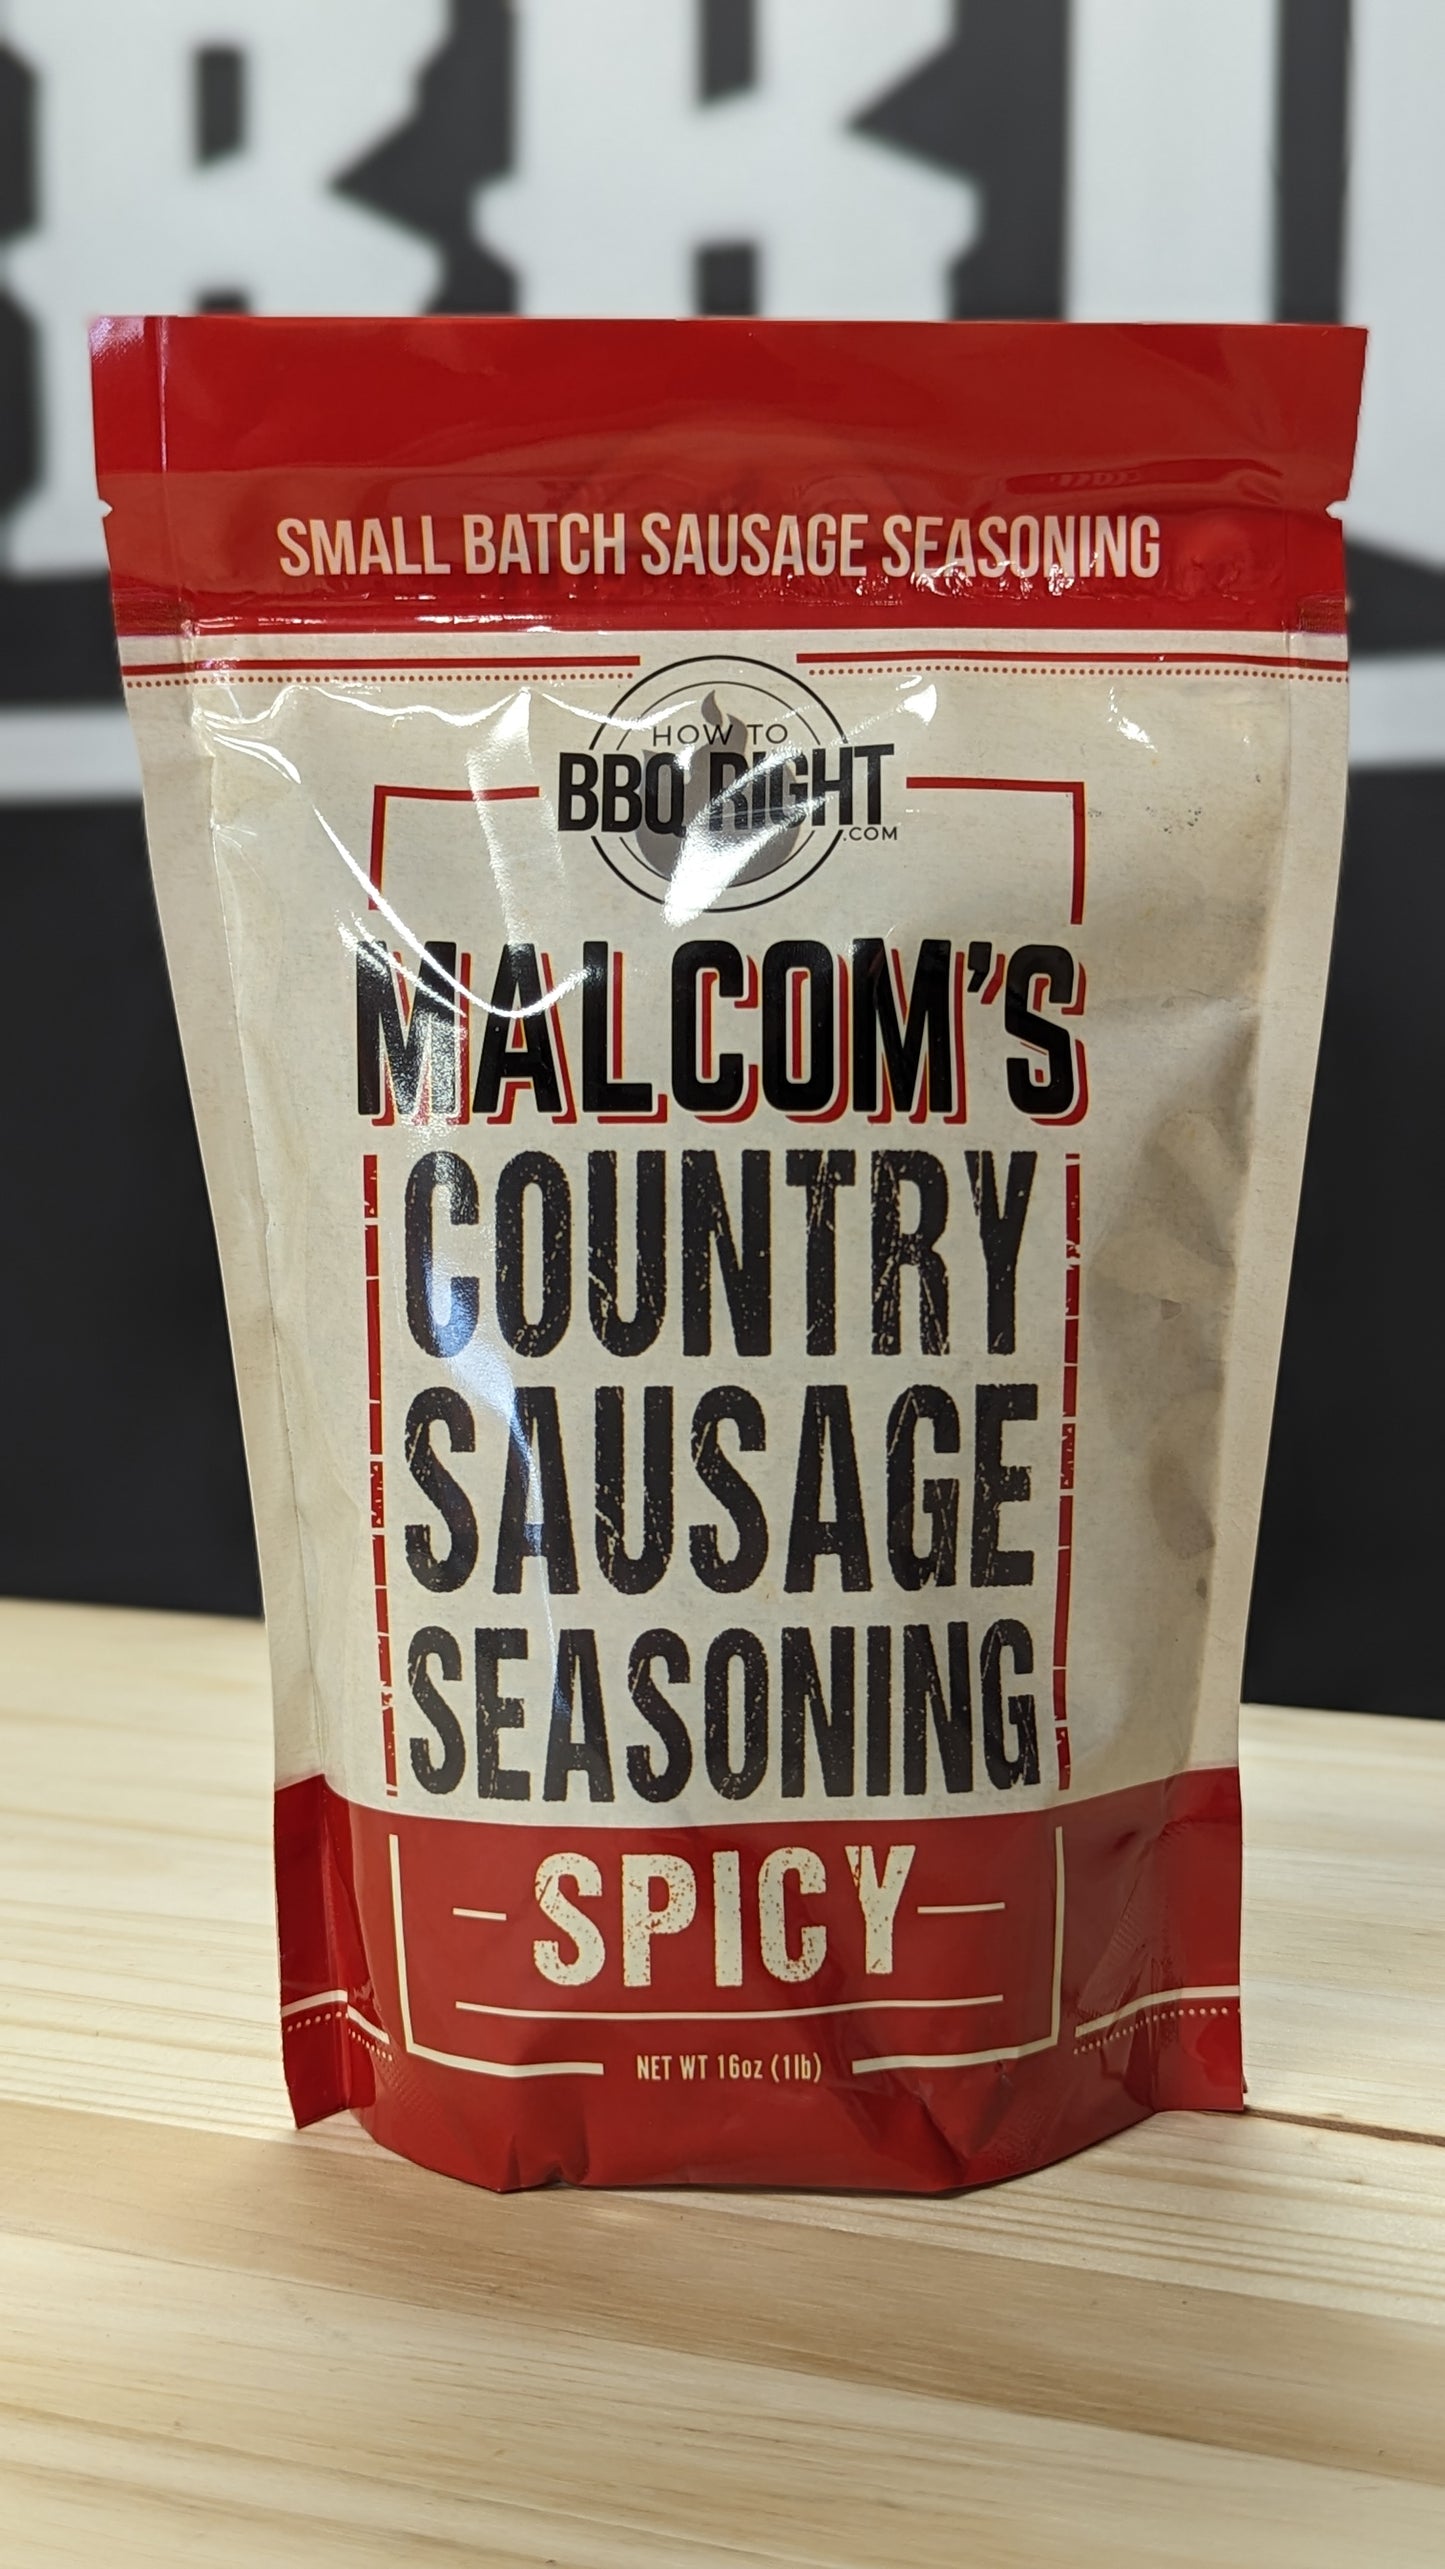 SMALL BATCH SAUSAGE SEASONING
HOW TO
BBQ RIGHT
.COM
MALCOM'S
COUNTRY
SAUSAGE
SEASONING
SPICY
NET WT 16oz (1lb)